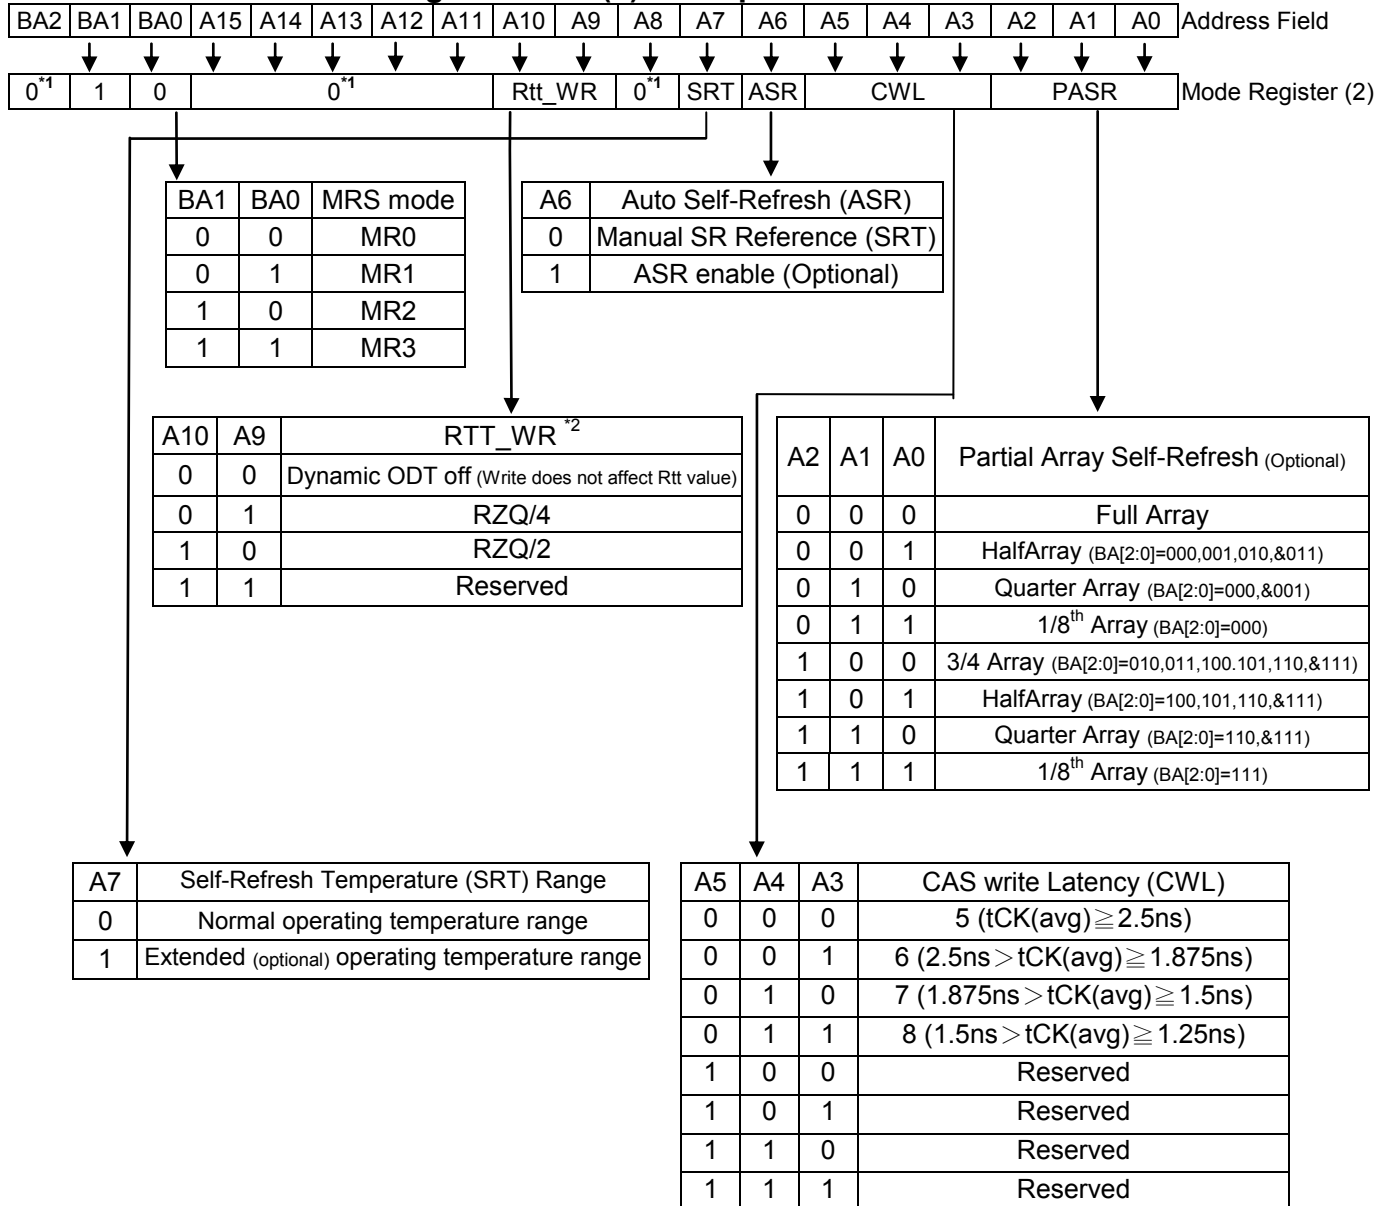 BA2 BA1 BA0 A15 A14 A13 A12 A11 A10 A9 A8 A7 A6 A5 A4 A3 A2 A1 A0 Address Field
0*1 1 0 0*1 Rtt_WR 0*1 SRT ASR CWL PASR Mode Register (2)
BA1 BA0 MRS mode
0 0 MR0
0 1 MR1
1 0 MR2
1 1 MR3
A6 Auto Self-Refresh (ASR)
0 Manual SR Reference (SRT)
1 ASR enable (Optional)
A10 A9 RTT_WR *2
0 0 Dynamic ODT off (Write does not affect Rtt value)
0 1 RZQ/4
1 0 RZQ/2
1 1 Reserved
A2 A1 A0 Partial Array Self-Refresh (Optional)
0 0 0 Full Array
0 0 1 HalfArray (BA[2:0]=000,001,010,&011)
0 1 0 Quarter Array (BA[2:0]=000,&001)
0 1 1 1/8th Array (BA[2:0]=000)
1 0 0 3/4 Array (BA[2:0]=010,011,100.101,110,&111)
1 0 1 HalfArray (BA[2:0]=100,101,110,&111)
1 1 0 Quarter Array (BA[2:0]=110,&111)
1 1 1 1/8th Array (BA[2:0]=111)
A7 Self-Refresh Temperature (SRT) Range
0 Normal operating temperature range
1 Extended (optional) operating temperature range
A5 A4 A3 CAS write Latency (CWL)
0 0 0 5 (tCK(avg)≧2.5ns)
0 0 1 6 (2.5ns>tCK(avg)≧1.875ns)
0 1 0 7 (1.875ns>tCK(avg)≧1.5ns)
0 1 1 8 (1.5ns>tCK(avg)≧1.25ns)
1 0 0 Reserved
1 0 1 Reserved
1 1 0 Reserved
1 1 1 Reserved